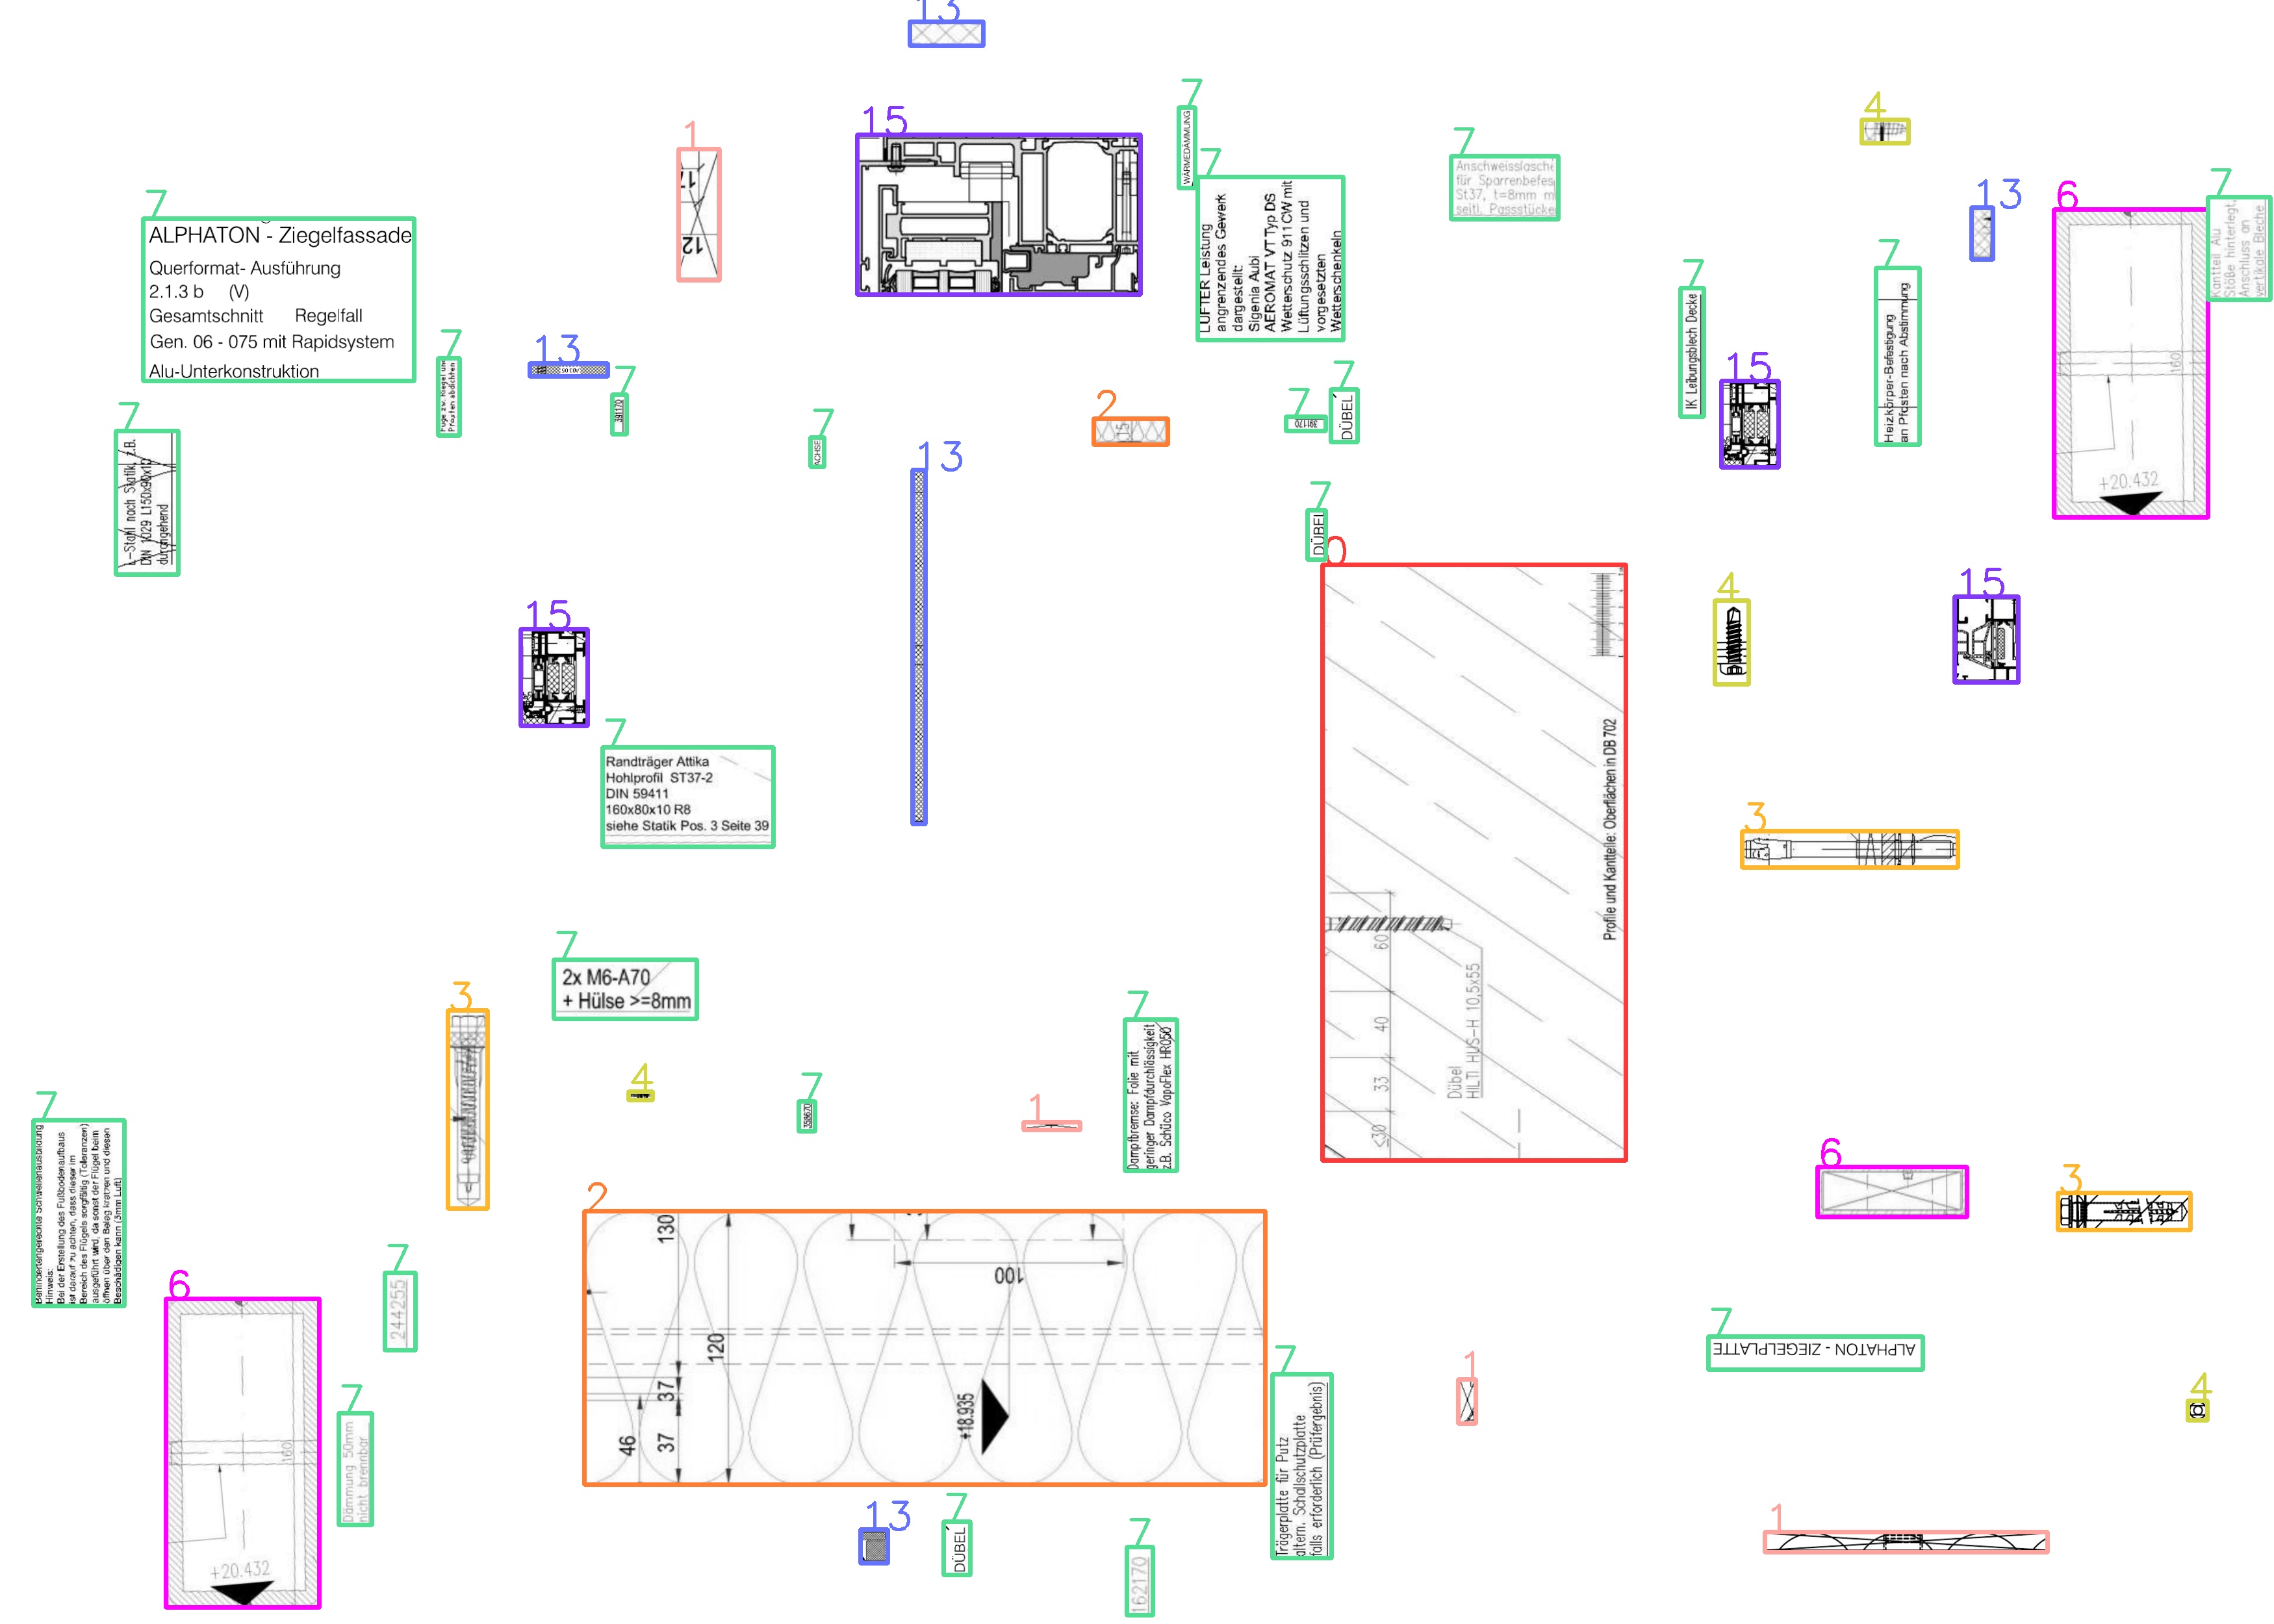 13
1
15
7
WÄRMEDÄMMUNG
7
LÜFTER Leistung
angrenzendes Gewerk
dargestellt:
Sigenia Aubi
AEROMAT VT Typ DS
Wetterschutz 911 CW mit
Lüftungsschlitzen und
vorgesetzten
Wetterschenkeln
7
Anschweisslasche
für Sparrenbefes
St37, t=8mm m
seitl. Passstücke
4
13
6
160
+20.432
7
Kantteil Alu
Stöße hinterlegt,
Anschluss an
vertikale Bleche
7
ALPHATON - Ziegelfassade
Querformat- Ausführung
2.1.3 b (V)
Gesamtschnitt Regelfall
Gen. 06 - 075 mit Rapidsystem
Alu-Unterkonstruktion
12
7
IK Leibungsblech Decke
7
Heizkörper-Befestigung
an Pfosten nach Abstimmung
7
Fuge zw. Riegel und
Pfosten abdichten
13
7
391170
7
L-Stahl nach Statik, z.B.
DIN 1029 L150x90x10
durchgehend
7
ACHSE
13
2
15
7
391170
7
DÜBEL
15
7
DÜBEL
0
Profile und Kantteile: Oberflächen in DB 702
60
40
33
<30
Dübel
HILTI HUS-H 10,5x55
4
15
15
7
Randträger Attika
Hohlprofil ST37-2
DIN 59411
160x80x10 R8
siehe Statik Pos. 3 Seite 39
3
7
2x M6-A70
+ Hülse >=8mm
3
4
7
358670
1
7
Dampfbremse: Folie mit
geringer Dampfdurchlässigkeit
z.B. Schüco VapoFlex HR050
7
Behindertengerechte Schwellenausbildung
Hinweis:
Bei der Erstellung des Fußbodenaufbaus
ist darauf zu achten, dass dieser im
Bereich des Flügels sorgfältig (Toleranzen)
ausgeführt wird, da sonst der Flügel beim
öffnen über den Belag kratzen und diesen
Beschädigen kann (3mm Luft)
6
3
2
130
120
100
37
37
46
+18.935
6
160
+20.432
7
244255
7
Dämmung 50mm
nicht brennbar
7
Trägerplatte für Putz
altern. Schallschutzplatte
falls erforderlich (Prüfergebnis)
1
7
ALPHATON - ZIEGELPLATTE
4
13
7
DÜBEL
7
162170
1